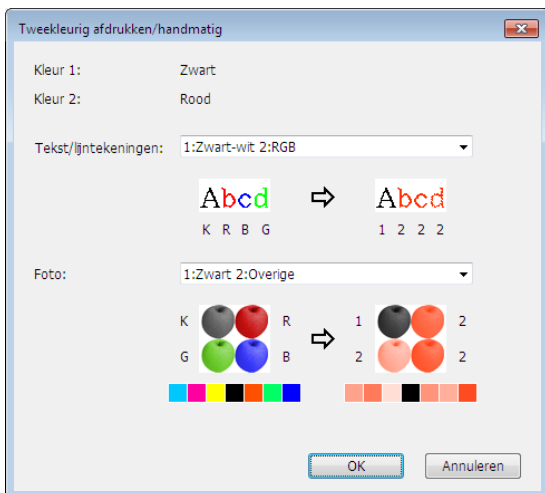 Tweekleurig afdrukken/handmatig
Kleur 1: Zwart
Kleur 2: Rood
Tekst/lijntekeningen: 1:Zwart-wit 2:RGB
Abcd Abcd
K R B G 1 2 2 2
Foto: 1:Zwart 2:Overige
K R 1 2
G B 2 2
OK Annuleren